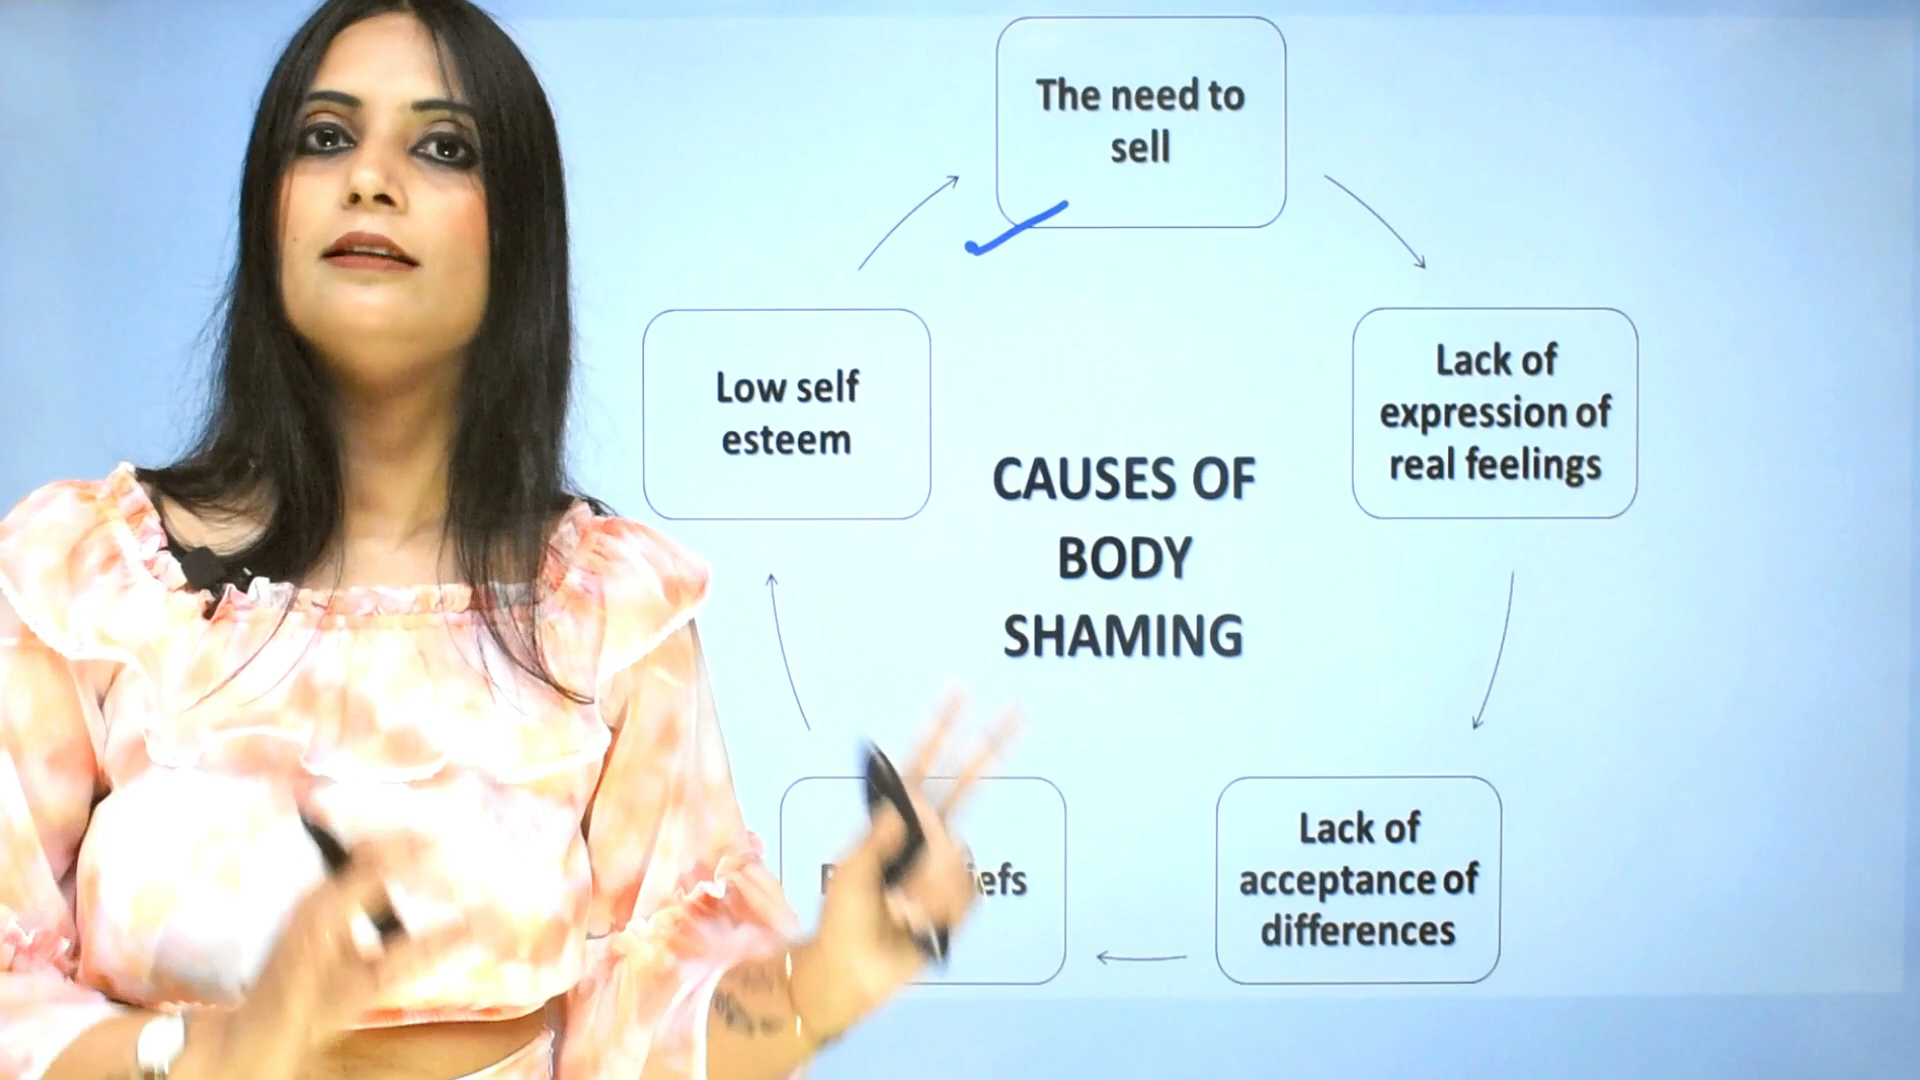 The need to
sell
Lack of
expression of
real feelings
Low self
esteem
CAUSES OF
BODY
SHAMING
Lack of
acceptance of
differences